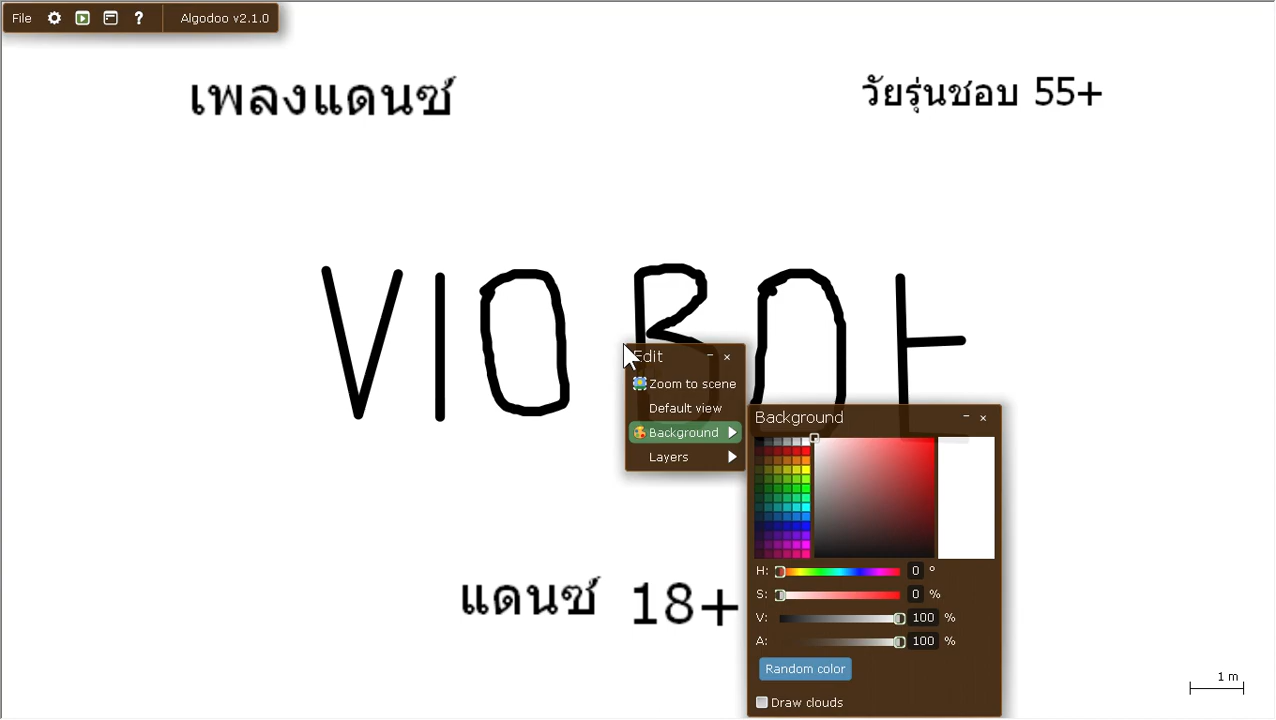 File Algodoo v2.1.0
เพลงแดนซ์
วัยรุ่นชอบ 55+
Edit
Zoom to scene
Default view
Background
Layers
Background
H: 0 °
S: 0 %
V: 100 %
A: 100 %
Random color
Draw clouds
แดนซ์ 18+
1 m